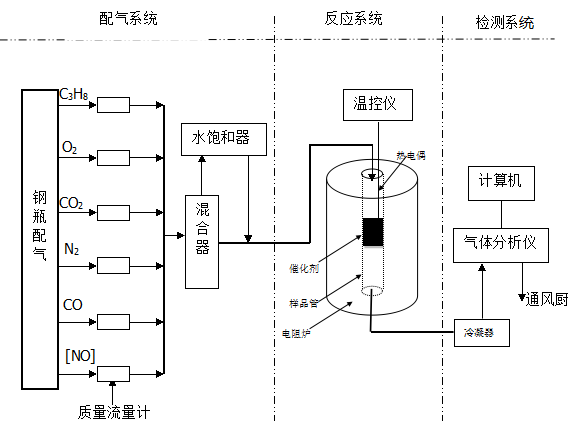 配气系统
反应系统
检测系统
C3H8
O2
CO2
N2
CO
[NO]
钢瓶配气
质量流量计
水饱和器
混合器
温控仪
热电偶
催化剂
样品管
电阻炉
计算机
气体分析仪
通风厨
冷凝器